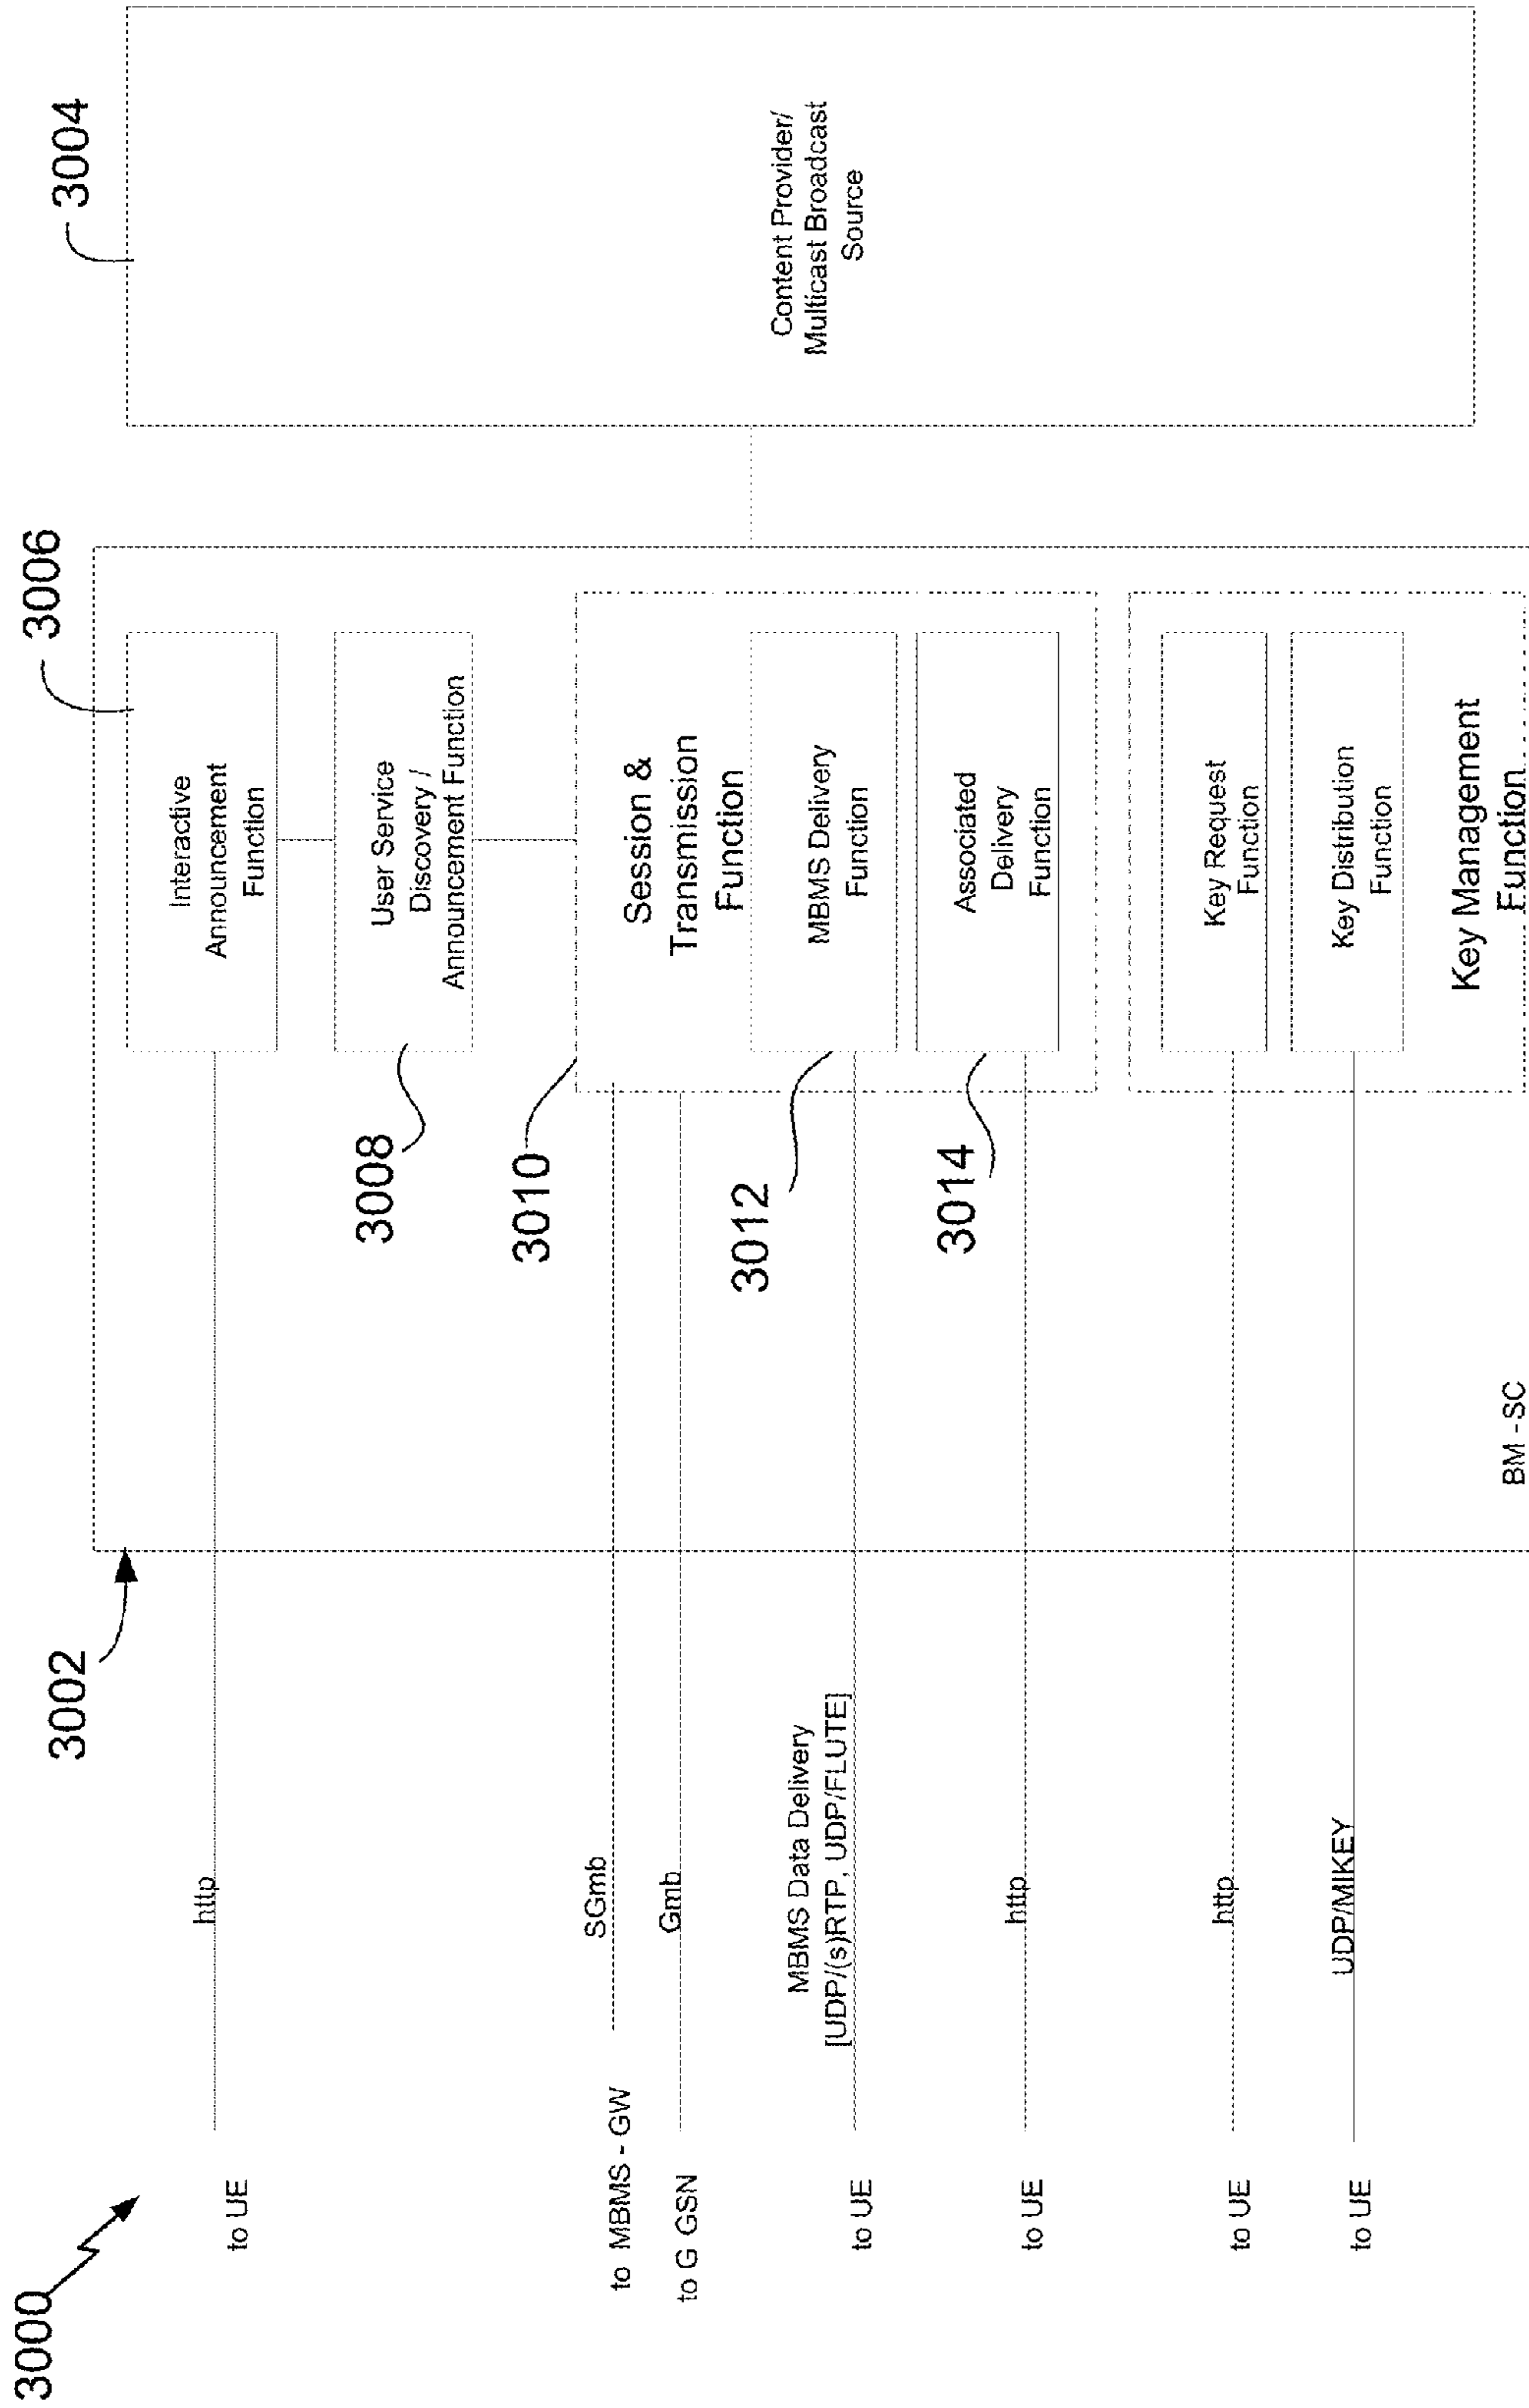 3000
3002
3004
3006
to UE
http
Interactive
Announcement
Function
3008
User Service
Discovery /
Announcement Function
3010
to MBMS - GW
SGmb
to G GSN
Gmb
Session &
Transmission
Function
3012
to UE
MBMS Data Delivery
[UDP/(s)RTP, UDP/FLUTE]
MBMS Delivery
Function
3014
to UE
http
Associated
Delivery
Function
to UE
http
Key Request
Function
to UE
UDP/MIKEY
Key Distribution
Function
Key Management
Function
BM - SC
Content Provider/
Multicast Broadcast
Source